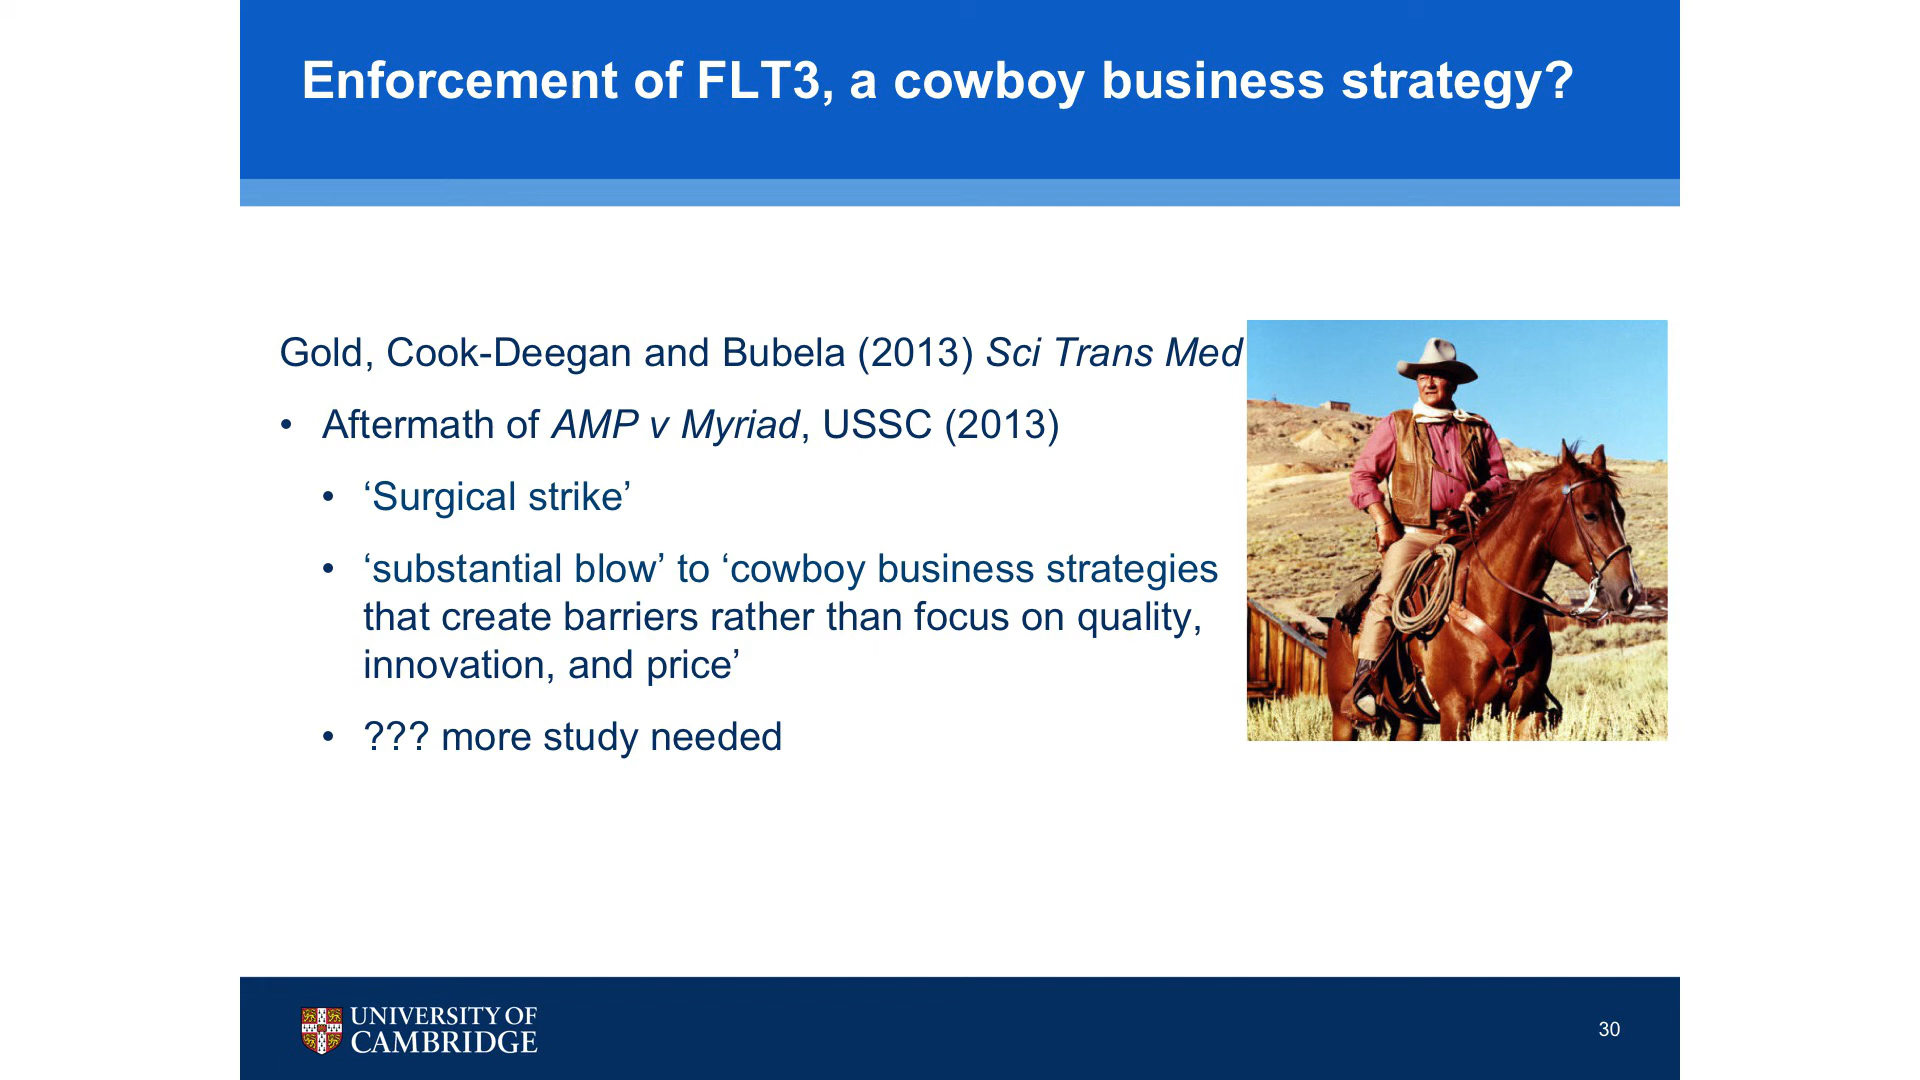 Enforcement of FLT3, a cowboy business strategy?
Gold, Cook-Deegan and Bubela (2013) Sci Trans Med
• Aftermath of AMP v Myriad, USSC (2013)
• ‘Surgical strike’
• ‘substantial blow’ to ‘cowboy business strategies
that create barriers rather than focus on quality,
innovation, and price’
• ??? more study needed
UNIVERSITY OF
CAMBRIDGE
30